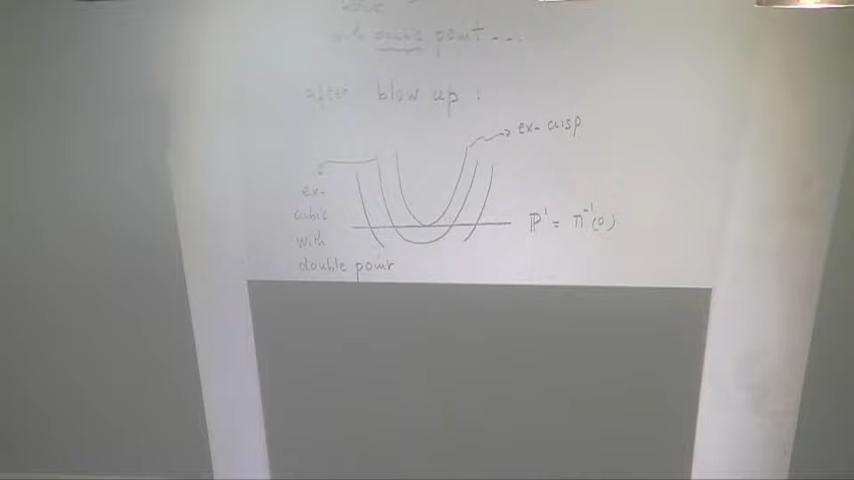 point ...
after blow up :
ex- cusp
ex-
cubic
with
double point
ℙ¹ = π⁻¹(0)